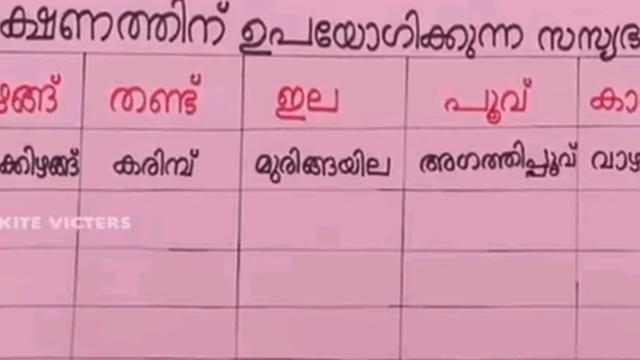 ക്ഷണത്തിന് ഉപയോഗിക്കുന്ന സസ്യഭ
ങ്ങ് തണ്ട് ഇല പൂവ് കാ
ക്കിഴങ്ങ് കരിമ്പ് മുരിങ്ങയില അഗത്തിപ്പൂവ് വാഴ
KITE VICTERS